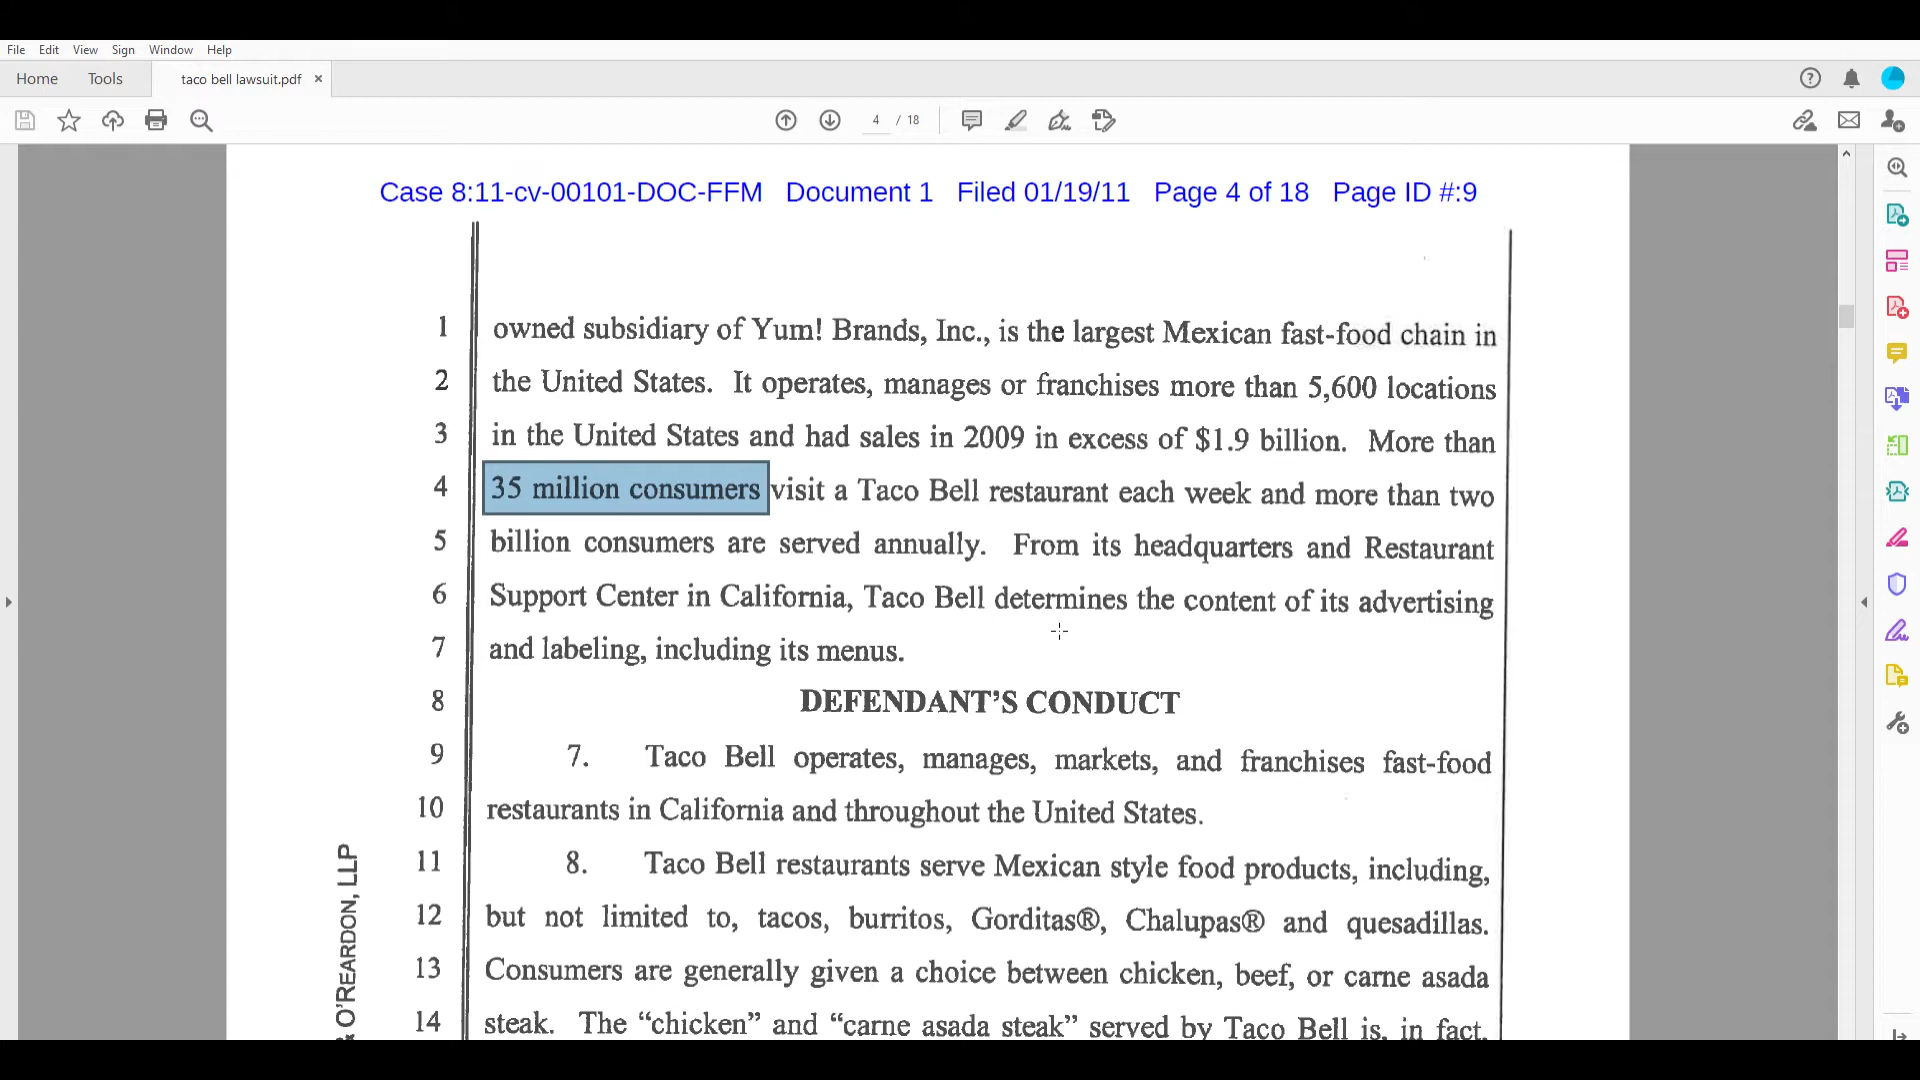 File Edit View Sign Window Help
Home Tools taco bell lawsuit.pdf ×
4 / 18
Case 8:11-cv-00101-DOC-FFM Document 1 Filed 01/19/11 Page 4 of 18 Page ID #:9
1 owned subsidiary of Yum! Brands, Inc., is the largest Mexican fast-food chain in
2 the United States. It operates, manages or franchises more than 5,600 locations
3 in the United States and had sales in 2009 in excess of $1.9 billion. More than
4 35 million consumers visit a Taco Bell restaurant each week and more than two
5 billion consumers are served annually. From its headquarters and Restaurant
6 Support Center in California, Taco Bell determines the content of its advertising
7 and labeling, including its menus.
8 DEFENDANT'S CONDUCT
9 7. Taco Bell operates, manages, markets, and franchises fast-food
10 restaurants in California and throughout the United States.
11 8. Taco Bell restaurants serve Mexican style food products, including,
12 but not limited to, tacos, burritos, Gorditas®, Chalupas® and quesadillas.
13 Consumers are generally given a choice between chicken, beef, or carne asada
14 steak. The “chicken” and “carne asada steak” served by Taco Bell is, in fact,
& O'REARDON, LLP